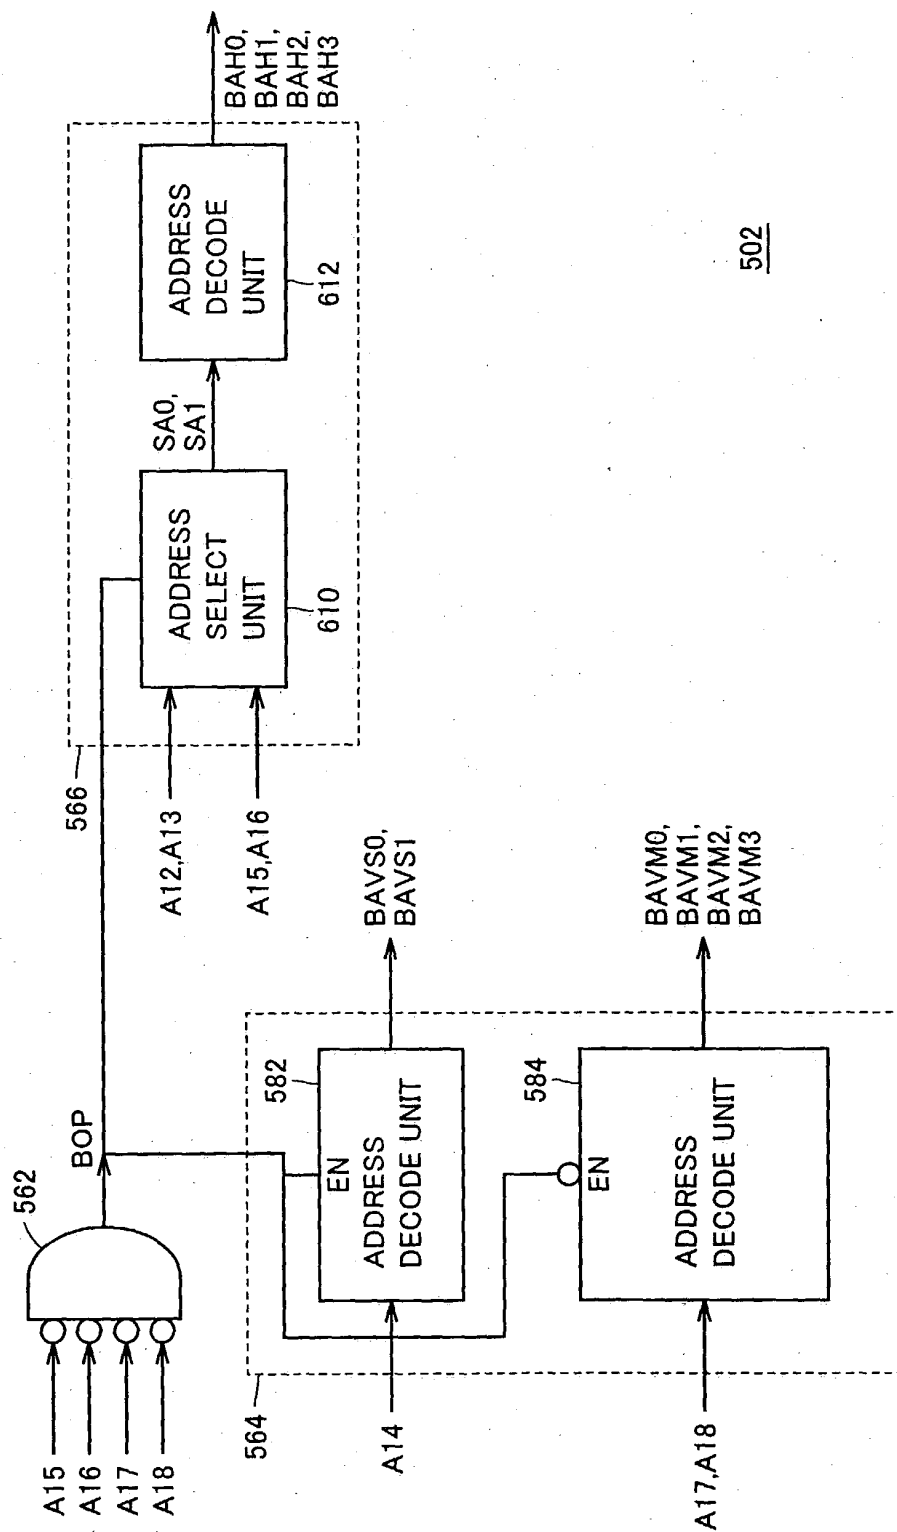 A15
A16
A17
A18
562
BOP
566
A12,A13
A15,A16
ADDRESS
SELECT
UNIT
610
SA0,
SA1
ADDRESS
DECODE
UNIT
612
BAH0,
BAH1,
BAH2,
BAH3
564
A14
582
EN
ADDRESS
DECODE UNIT
BAVS0,
BAVS1
A17,A18
584
EN
ADDRESS
DECODE UNIT
BAVM0,
BAVM1,
BAVM2,
BAVM3
502